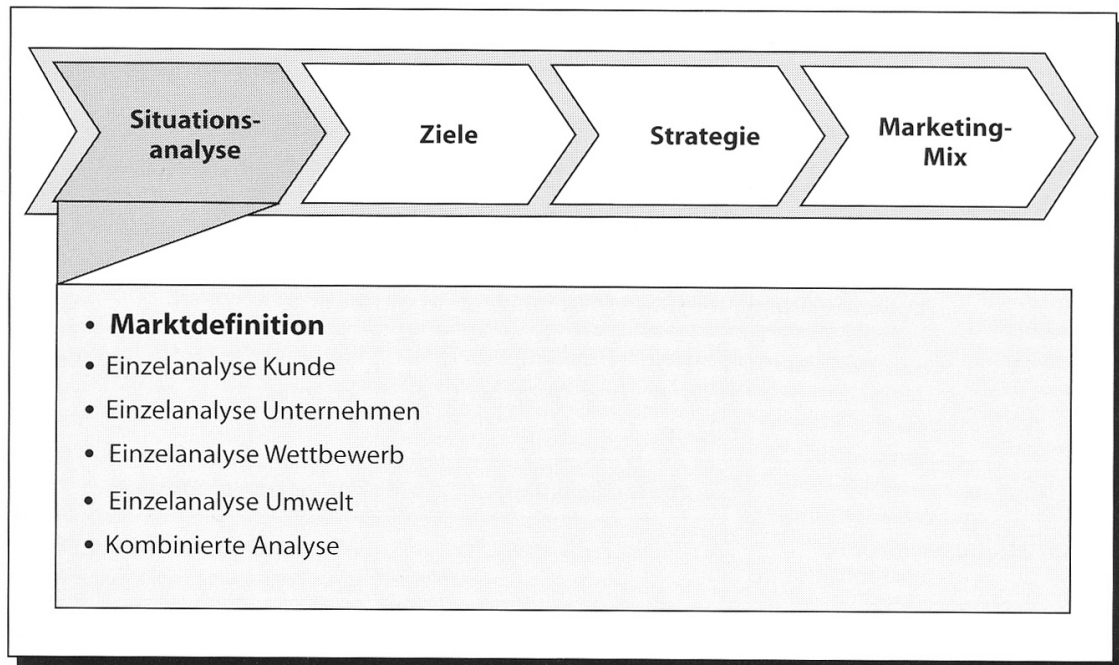 Situations-
analyse
Ziele
Strategie
Marketing-
Mix
• Marktdefinition
• Einzelanalyse Kunde
• Einzelanalyse Unternehmen
• Einzelanalyse Wettbewerb
• Einzelanalyse Umwelt
• Kombinierte Analyse